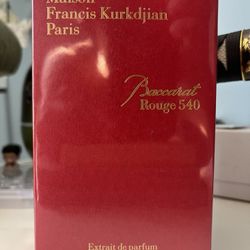 Maison
Francis Kurkdjian
Paris
Baccarat
Rouge 540
Extrait de parfum